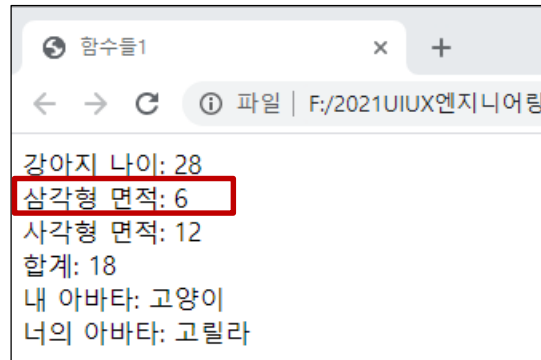 함수들1
파일 | F:/2021UIUX엔지니어링
강아지 나이: 28
삼각형 면적: 6
사각형 면적: 12
합계: 18
내 아바타: 고양이
너의 아바타: 고릴라